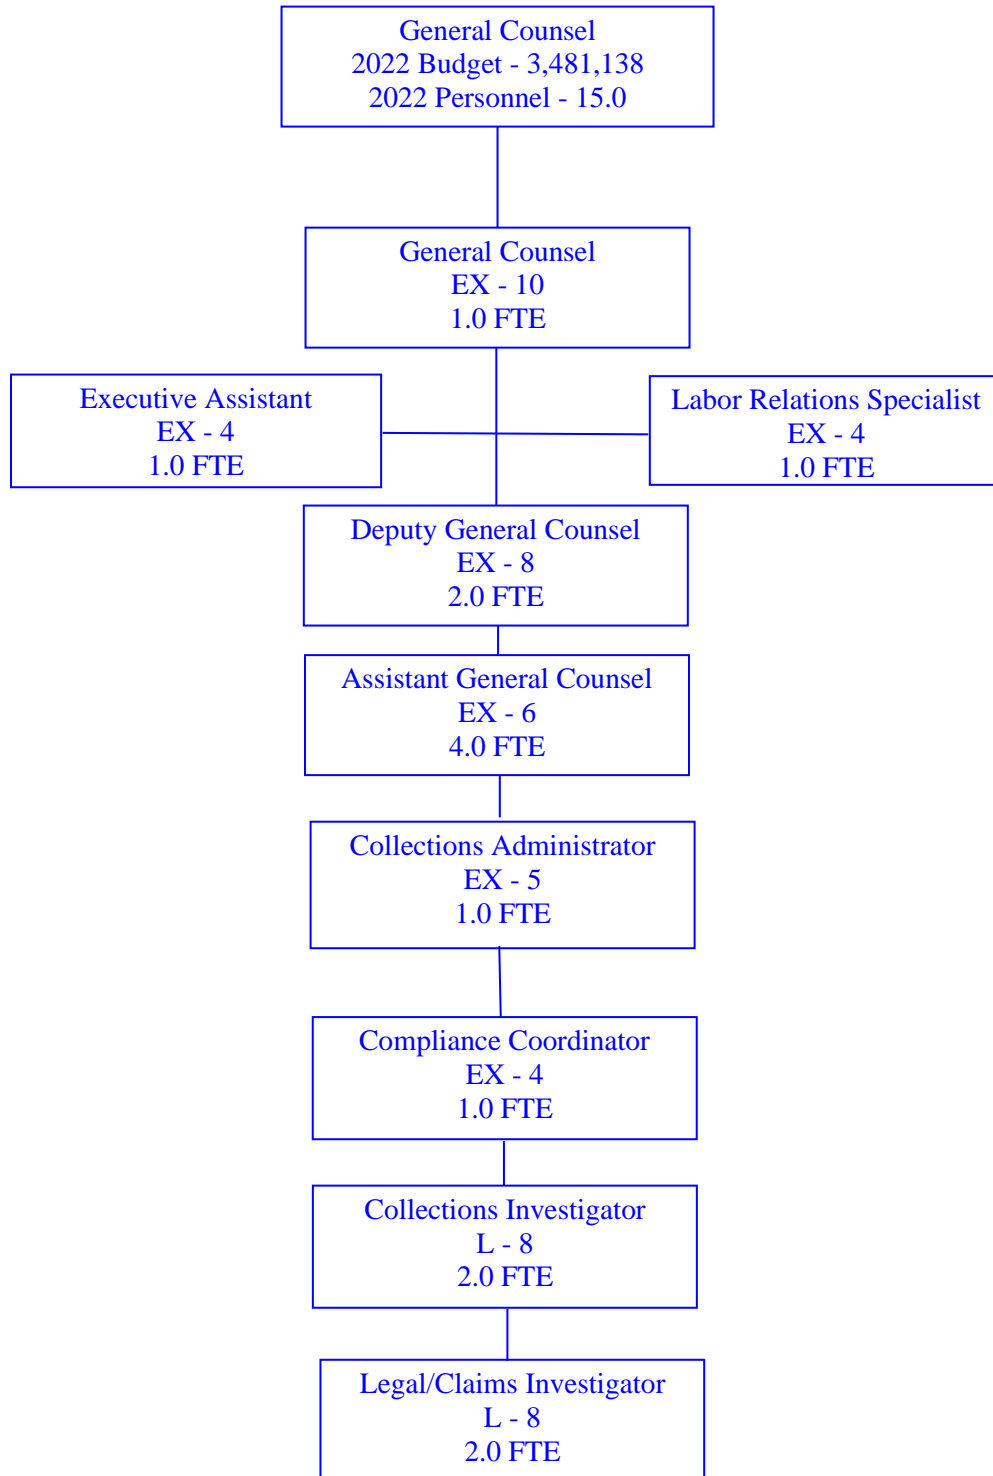 General Counsel
2022 Budget - 3,481,138
2022 Personnel - 15.0
General Counsel
EX - 10
1.0 FTE
Executive Assistant
EX - 4
1.0 FTE
Labor Relations Specialist
EX - 4
1.0 FTE
Deputy General Counsel
EX - 8
2.0 FTE
Assistant General Counsel
EX - 6
4.0 FTE
Collections Administrator
EX - 5
1.0 FTE
Compliance Coordinator
EX - 4
1.0 FTE
Collections Investigator
L - 8
2.0 FTE
Legal/Claims Investigator
L - 8
2.0 FTE